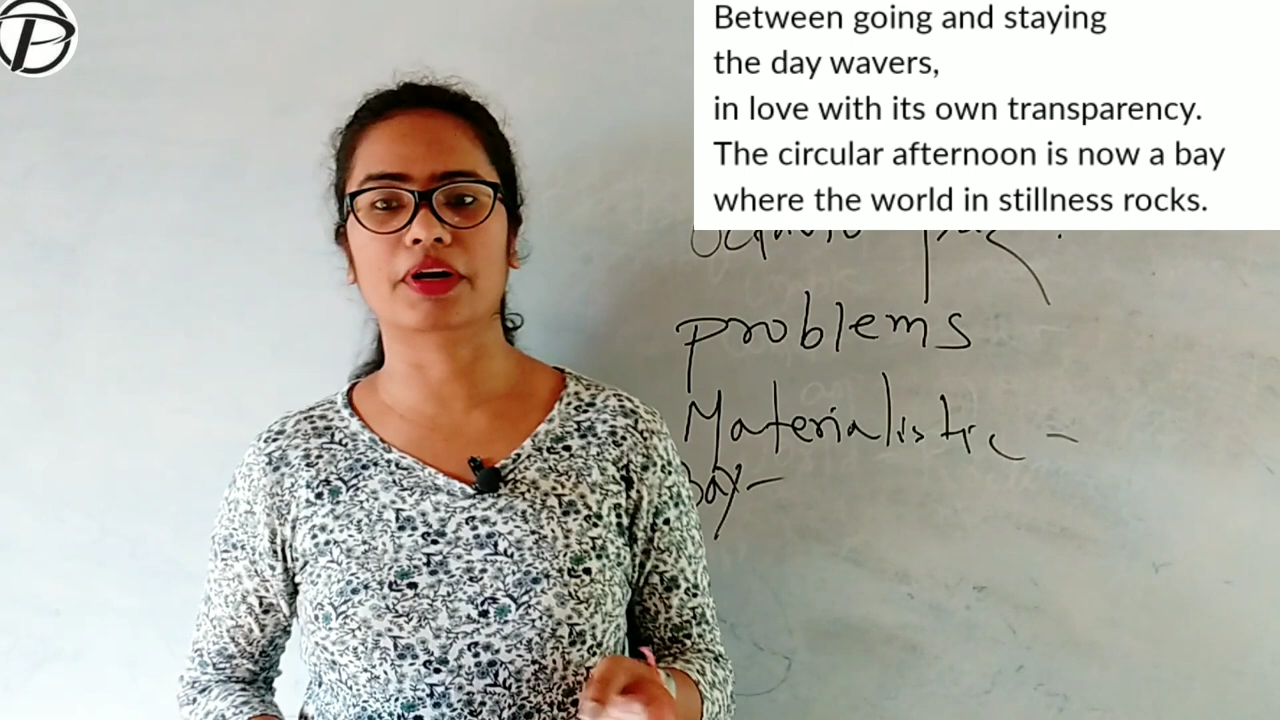 Between going and staying
the day wavers,
in love with its own transparency.
The circular afternoon is now a bay
where the world in stillness rocks.
problems
Materialistic -
Bay-